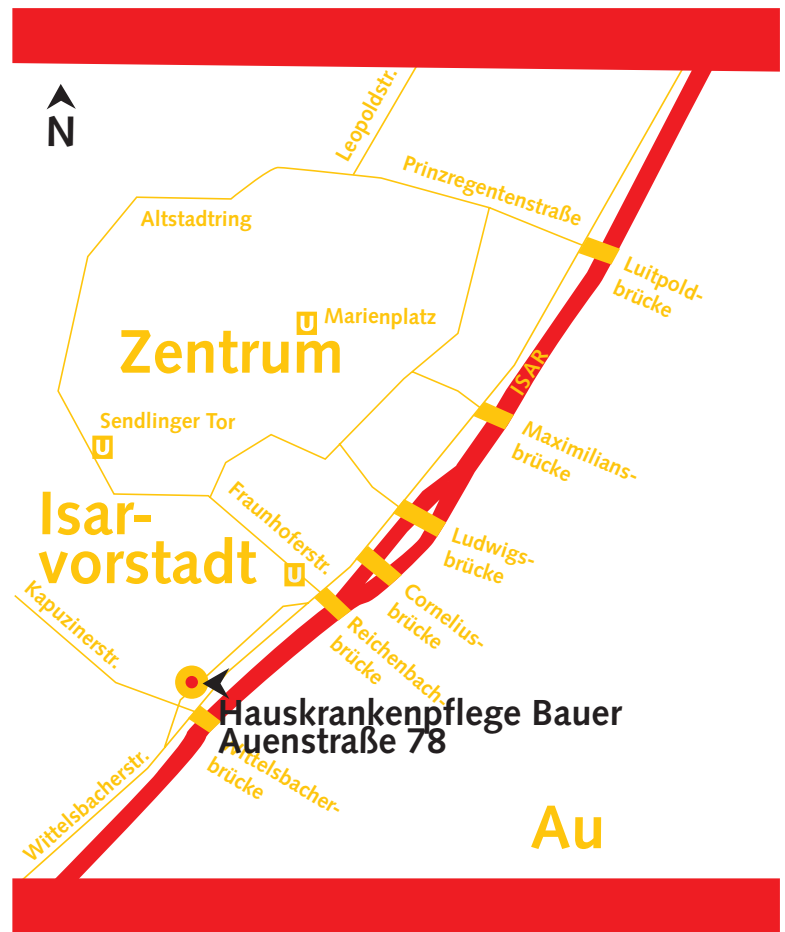 N
Leopoldstr.
Prinzregentenstraße
Altstadtring
Luitpold-
brücke
U Marienplatz
Zentrum
ISAR
Sendlinger Tor
U
Maximilians-
brücke
Isar-
vorstadt
Fraunhoferstr.
U
Ludwigs-
brücke
Cornelius-
brücke
Kapuzinerstr.
Reichenbach-
brücke
Hauskrankenpflege Bauer
Auenstraße 78
Wittelsbacher-
brücke
Wittelsbacherstr.
Au